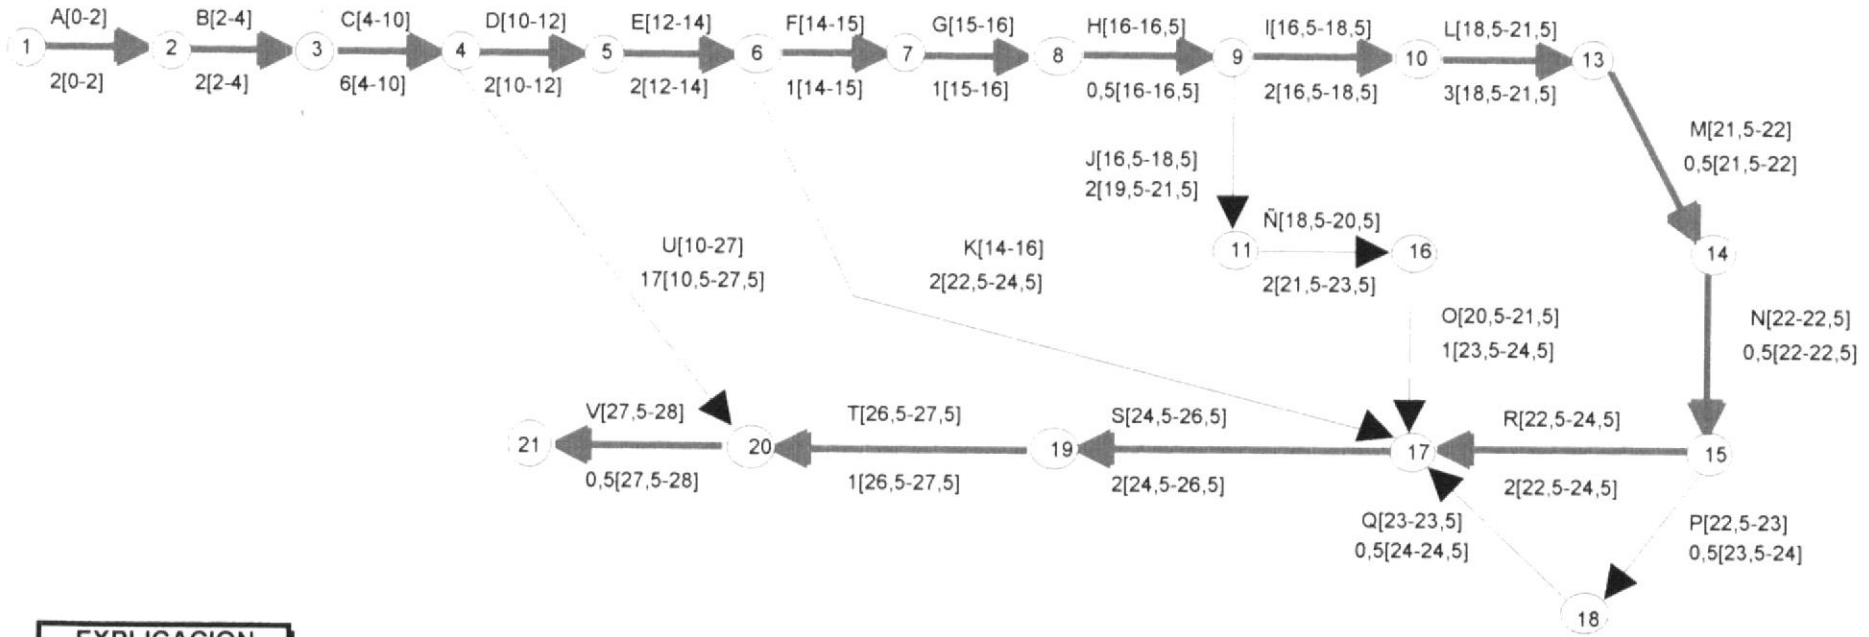 A[0-2]
B[2-4]
C[4-10]
D[10-12]
E[12-14]
F[14-15]
G[15-16]
H[16-16,5]
I[16,5-18,5]
L[18,5-21,5]
1
2
3
4
5
6
7
8
9
10
13
2[0-2]
2[2-4]
6[4-10]
2[10-12]
2[12-14]
1[14-15]
1[15-16]
0,5[16-16,5]
2[16,5-18,5]
3[18,5-21,5]
M[21,5-22]
0,5[21,5-22]
J[16,5-18,5]
2[19,5-21,5]
Ñ[18,5-20,5]
11
16
14
2[21,5-23,5]
U[10-27]
17[10,5-27,5]
K[14-16]
2[22,5-24,5]
O[20,5-21,5]
1[23,5-24,5]
N[22-22,5]
0,5[22-22,5]
V[27,5-28]
T[26,5-27,5]
S[24,5-26,5]
R[22,5-24,5]
21
20
19
17
15
0,5[27,5-28]
1[26,5-27,5]
2[24,5-26,5]
2[22,5-24,5]
Q[23-23,5]
0,5[24-24,5]
P[22,5-23]
0,5[23,5-24]
18
EXPLICACION